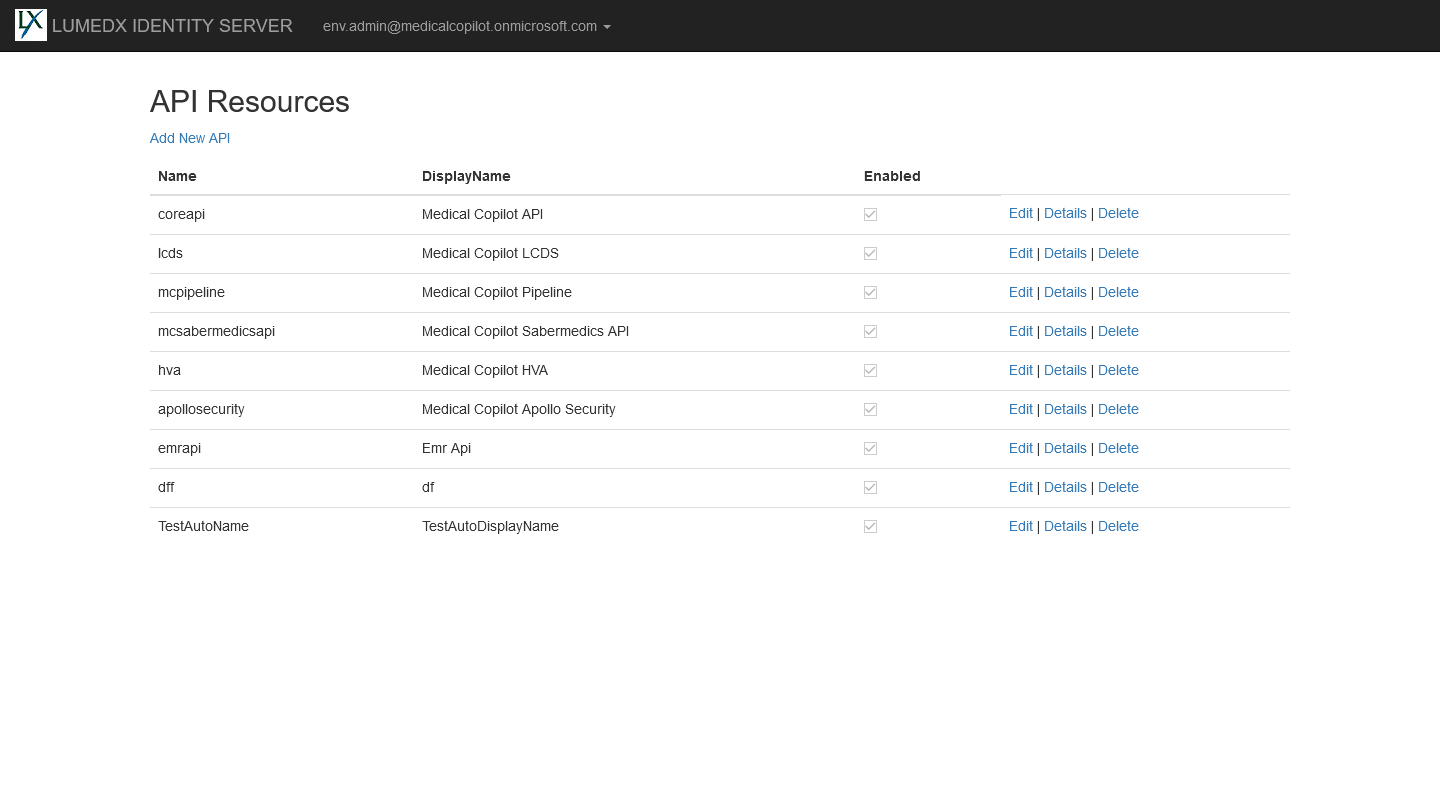 LX LUMEDX IDENTITY SERVER env.admin@medicalcopilot.onmicrosoft.com
API Resources
Add New API
Name DisplayName Enabled
coreapi Medical Copilot API Edit | Details | Delete
lcds Medical Copilot LCDS Edit | Details | Delete
mcpipeline Medical Copilot Pipeline Edit | Details | Delete
mcsabermedicsapi Medical Copilot Sabermedics API Edit | Details | Delete
hva Medical Copilot HVA Edit | Details | Delete
apollosecurity Medical Copilot Apollo Security Edit | Details | Delete
emrapi Emr Api Edit | Details | Delete
dff df Edit | Details | Delete
TestAutoName TestAutoDisplayName Edit | Details | Delete